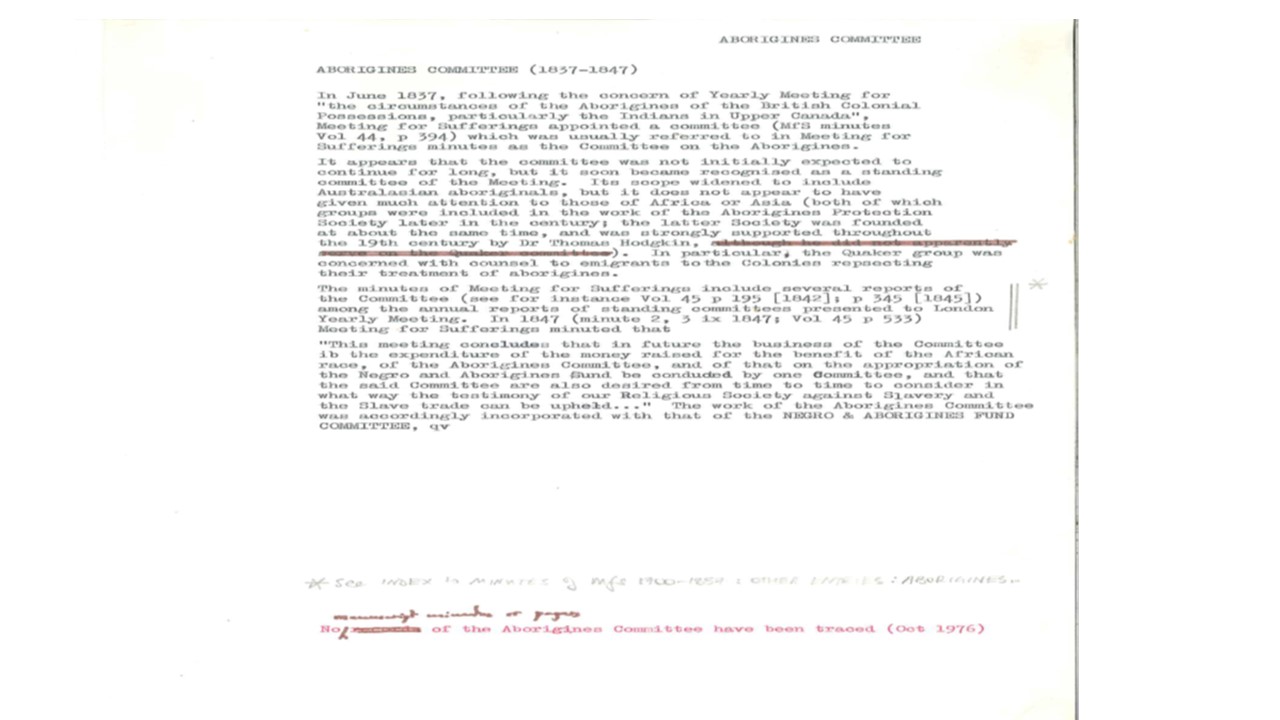 ABORIGINES COMMITTEE
ABORIGINES COMMITTEE (1837-1847)
In June 1837, following the concern of Yearly Meeting for
"the circumstances of the Aborigines of the British Colonial
Possessions, particularly the Indians in Upper Canada",
Meeting for Sufferings appointed a committee (MfS minutes
Vol 44, p 394) which was usually referred to in Meeting for
Sufferings minutes as the Committee on the Aborigines.
It appears that the committee was not initially expected to
continue for long, but it soon became recognised as a standing
committee of the Meeting. Its scope widened to include
Australasian aboriginals, but it does not appear to have
given much attention to those of Africa or Asia (both of which
groups were included in the work of the Aborigines Protection
Society later in the century; the latter Society was founded
at about the same time, and was strongly supported throughout
the 19th century by Dr Thomas Hodgkin, although he did not apparently
serve on the Quaker committee). In particular, the Quaker group was
concerned with counsel to emigrants to the Colonies repsecting
their treatment of aborigines.
The minutes of Meeting for Sufferings include several reports of
the Committee (see for instance Vol 45 p 195 [1842]; p 345 [1845])
among the annual reports of standing committees presented to London
Yearly Meeting. In 1847 (minute 2, 3 ix 1847; Vol 45 p 533)
Meeting for Sufferings minuted that
"This meeting concludes that in future the business of the Committee
ib the expenditure of the money raised for the benefit of the African
race, of the Aborigines Committee, and of that on the appropriation of
the Negro and Aborigines Fund be conduded by one Committee, and that
the said Committee are also desired from time to time to consider in
what way the testimony of our Religious Society against Slavery and
the Slave trade can be upheld..." The work of the Aborigines Committee
was accordingly incorporated with that of the NEGRO & ABORIGINES FUND
COMMITTEE, qv
* See INDEX to MINUTES of MfS : OTHER ENTRIES : ABORIGINES.
manuscript minutes or papers
No of the Aborigines Committee have been traced (Oct 1976)